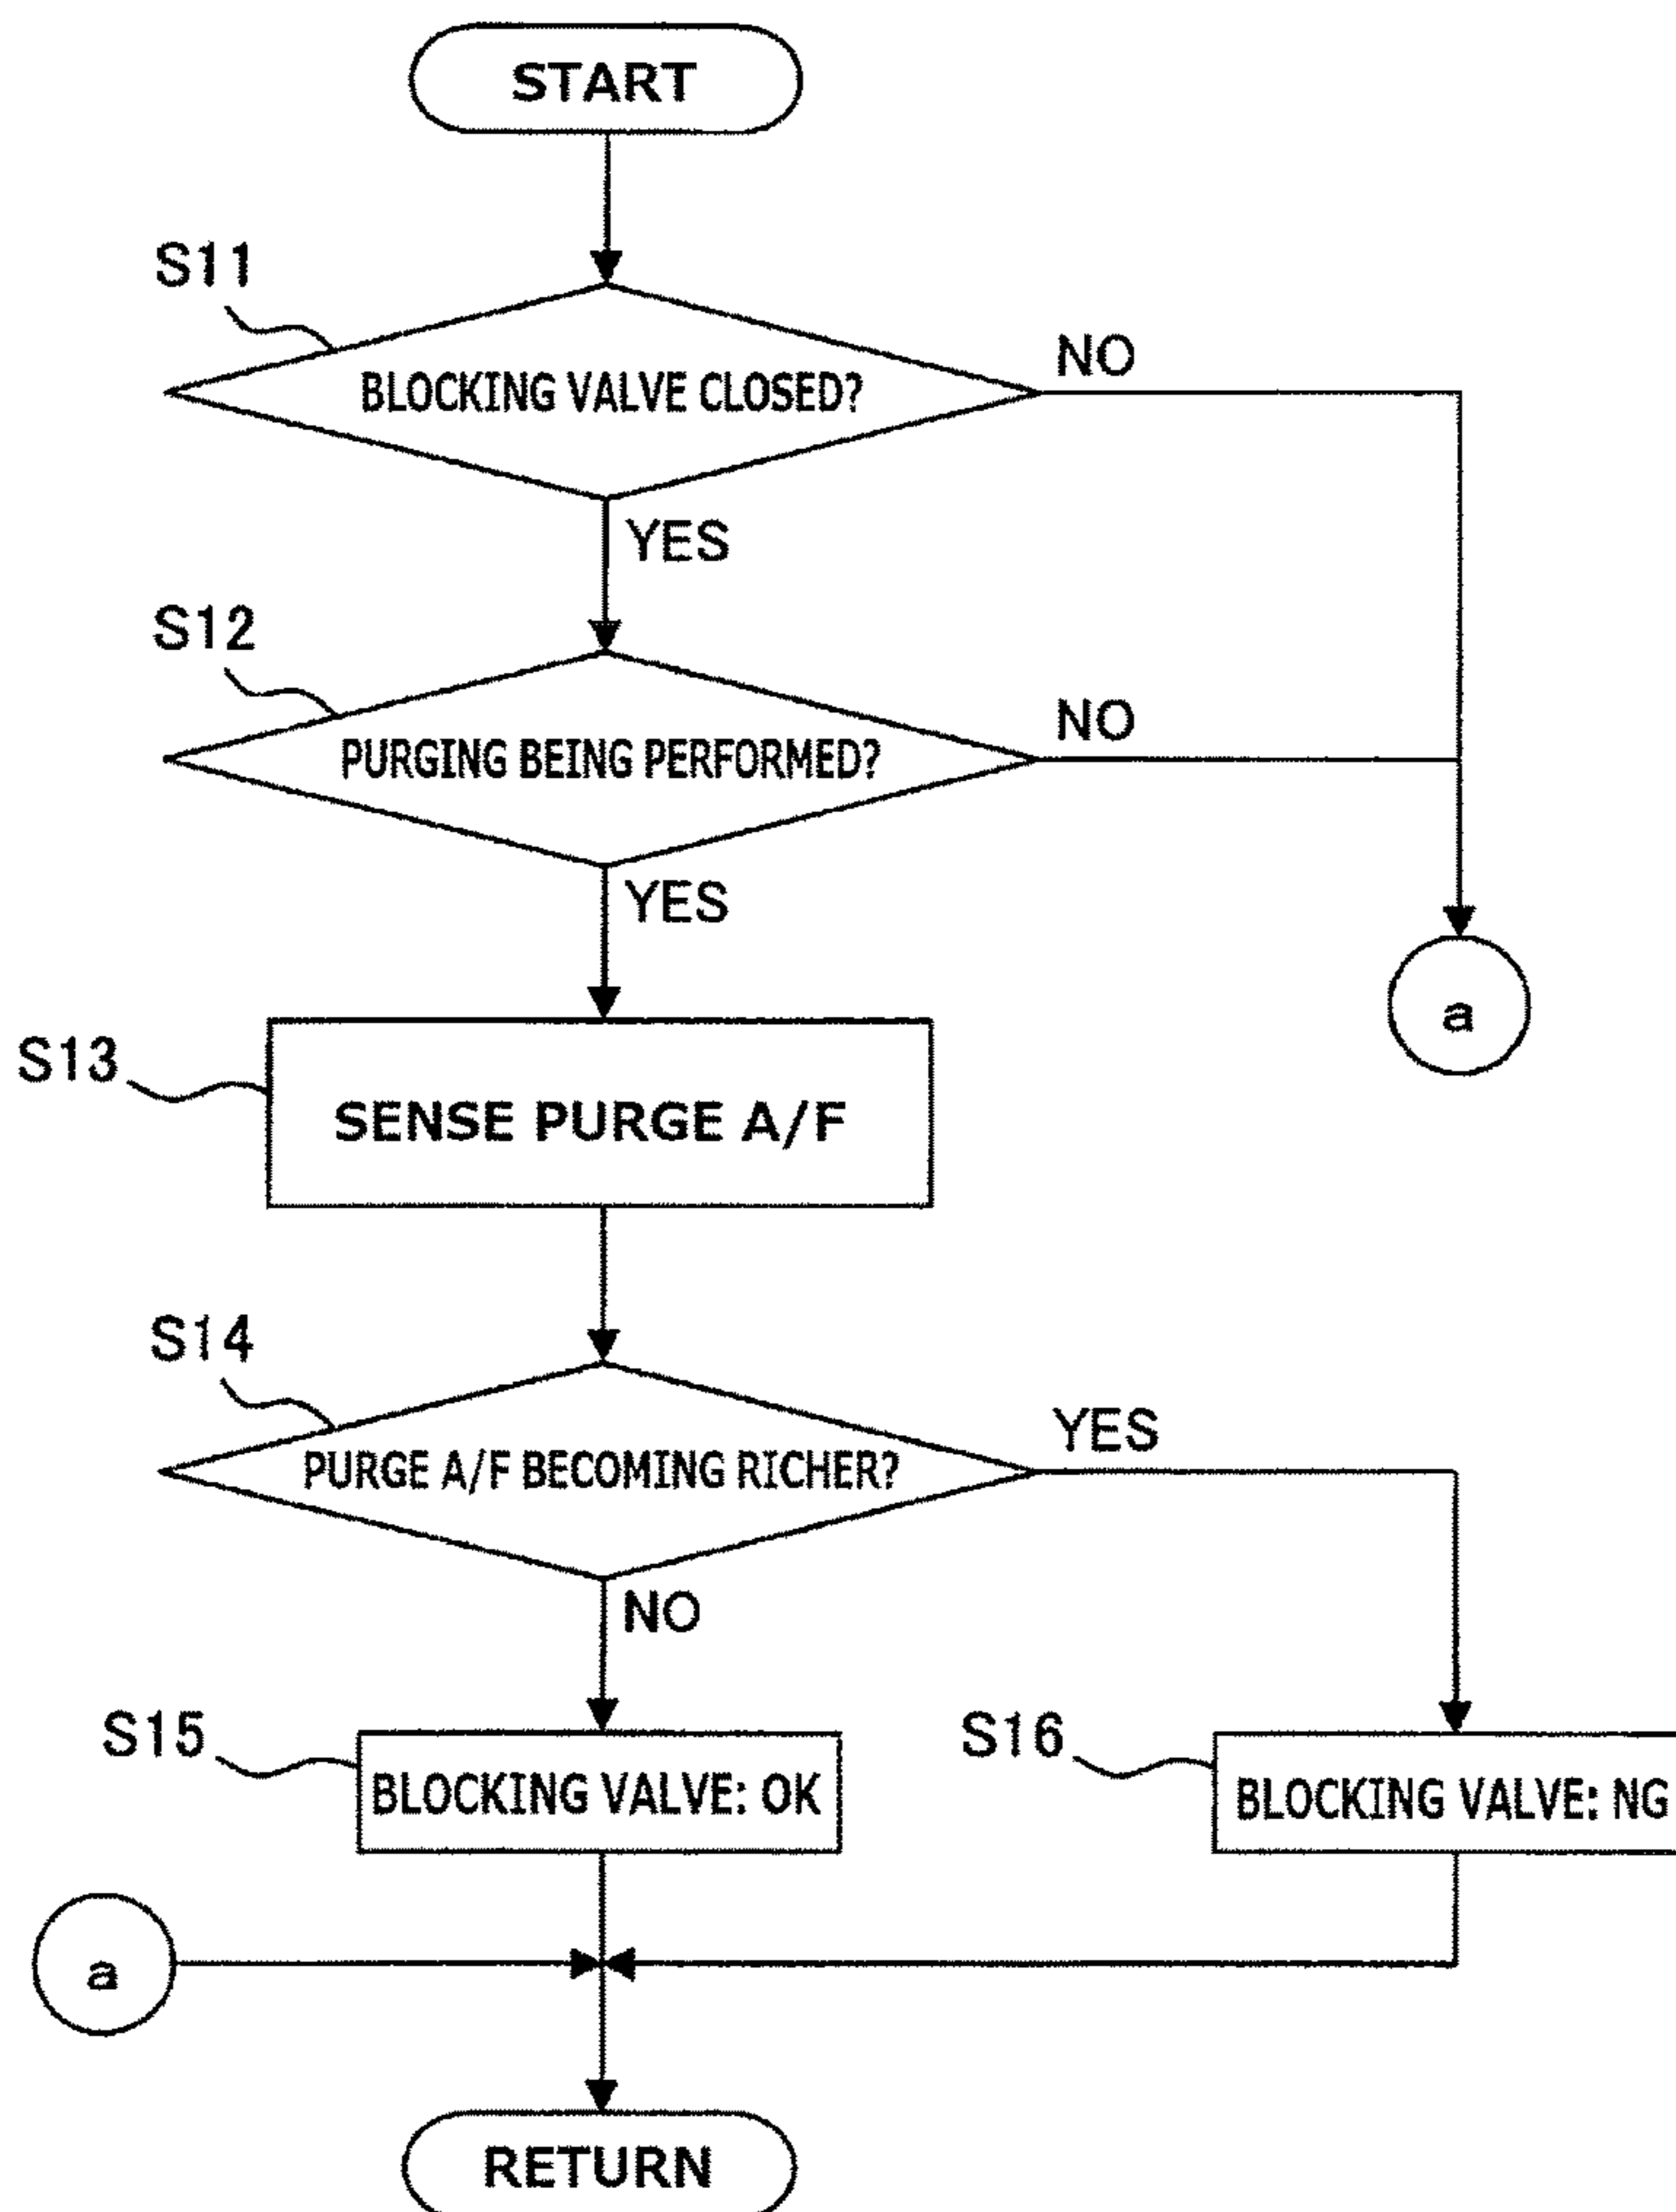 START
S11
BLOCKING VALVE CLOSED?
NO
YES
S12
PURGING BEING PERFORMED?
NO
YES
a
S13
SENSE PURGE A/F
S14
PURGE A/F BECOMING RICHER?
YES
NO
S15
BLOCKING VALVE: OK
S16
BLOCKING VALVE: NG
a
RETURN